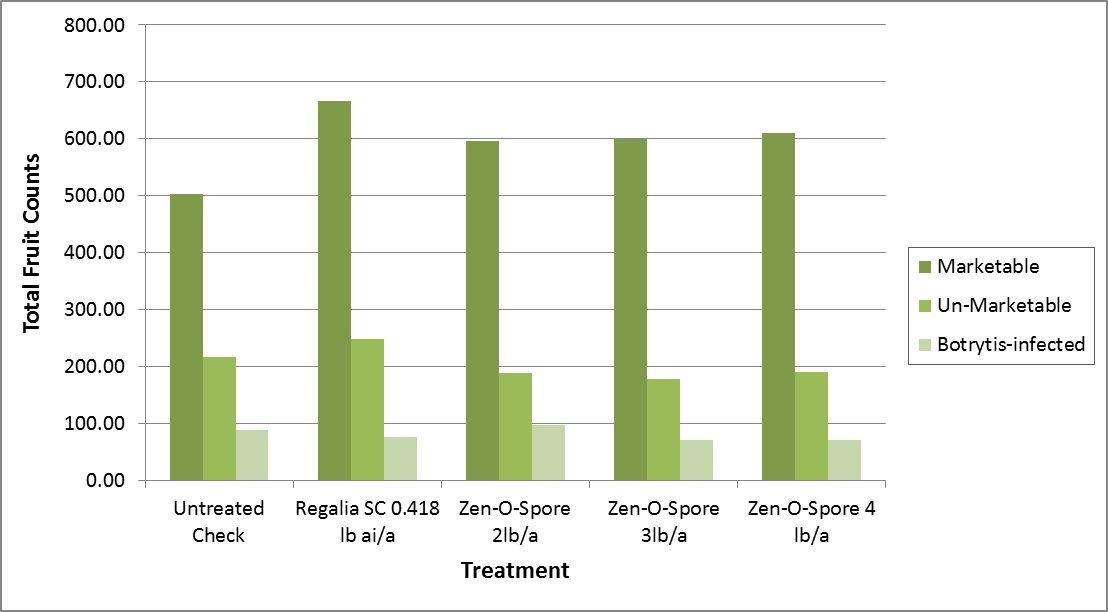 800.00
700.00
600.00
500.00
400.00
300.00
200.00
100.00
0.00
Total Fruit Counts
Untreated
Check
Regalia SC 0.418
lb ai/a
Zen-O-Spore
2lb/a
Zen-O-Spore
3lb/a
Zen-O-Spore 4
lb/a
Treatment
Marketable
Un-Marketable
Botrytis-infected